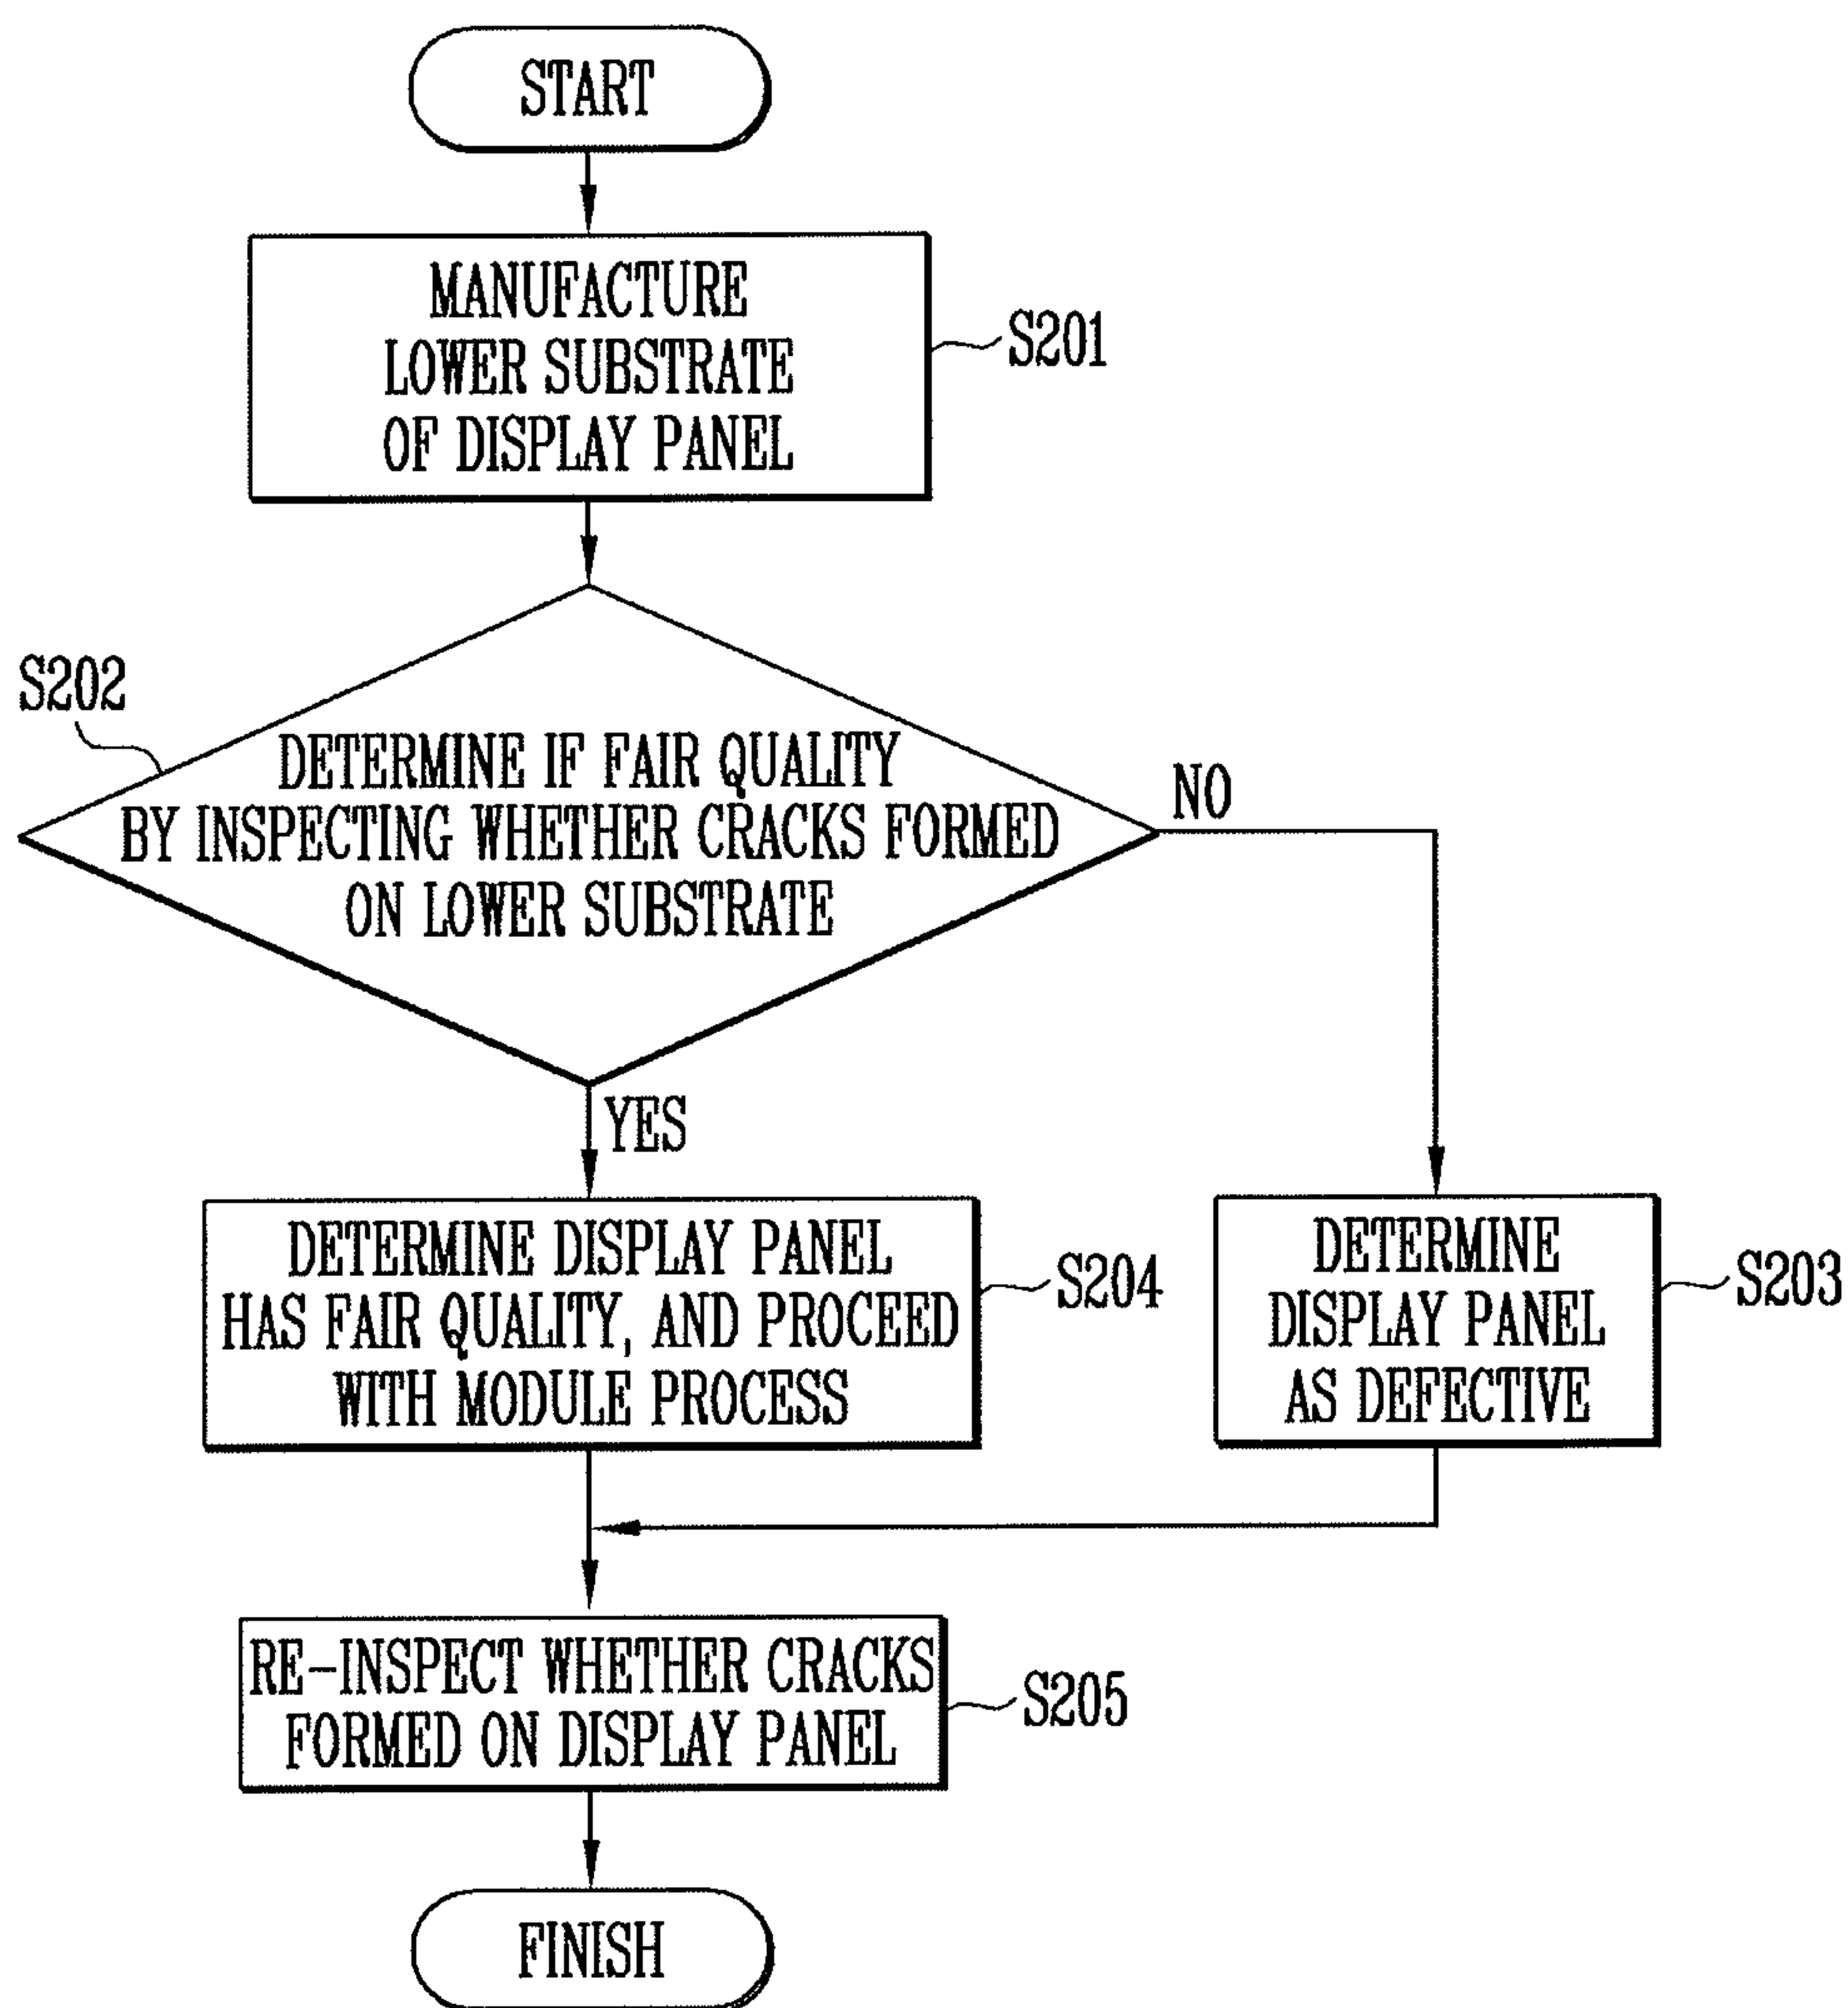 START
MANUFACTURE
LOWER SUBSTRATE
OF DISPLAY PANEL
S201
S202
DETERMINE IF FAIR QUALITY
BY INSPECTING WHETHER CRACKS FORMED
ON LOWER SUBSTRATE
NO
YES
DETERMINE DISPLAY PANEL
HAS FAIR QUALITY, AND PROCEED
WITH MODULE PROCESS
S204
DETERMINE
DISPLAY PANEL
AS DEFECTIVE
S203
RE-INSPECT WHETHER CRACKS
FORMED ON DISPLAY PANEL
S205
FINISH